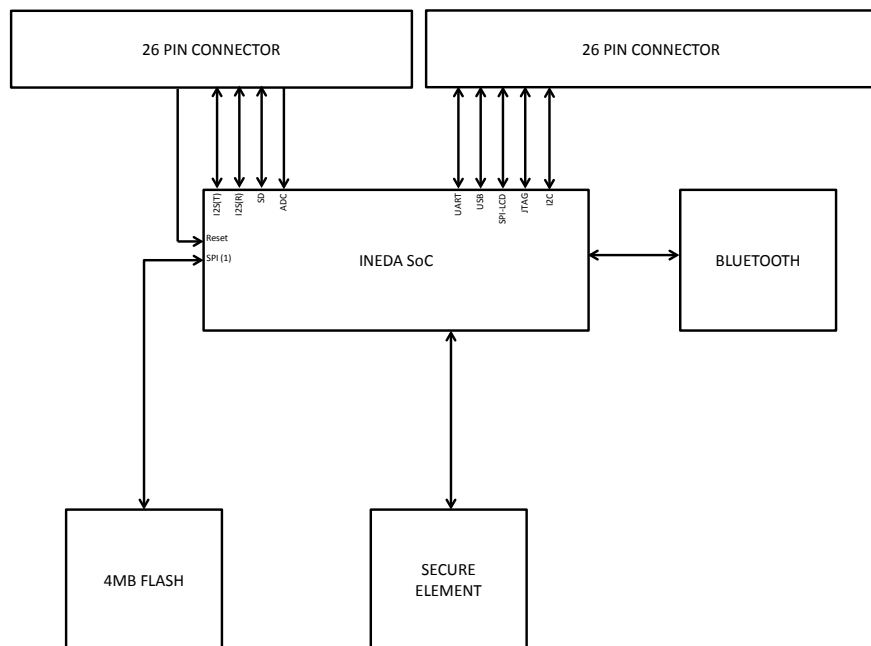 26 PIN CONNECTOR
26 PIN CONNECTOR
I2S(T)
I2S(R)
SD
ADC
UART
USB
SPI-LCD
JTAG
I2C
Reset
SPI (1)
INEDA SoC
BLUETOOTH
4MB FLASH
SECURE
ELEMENT